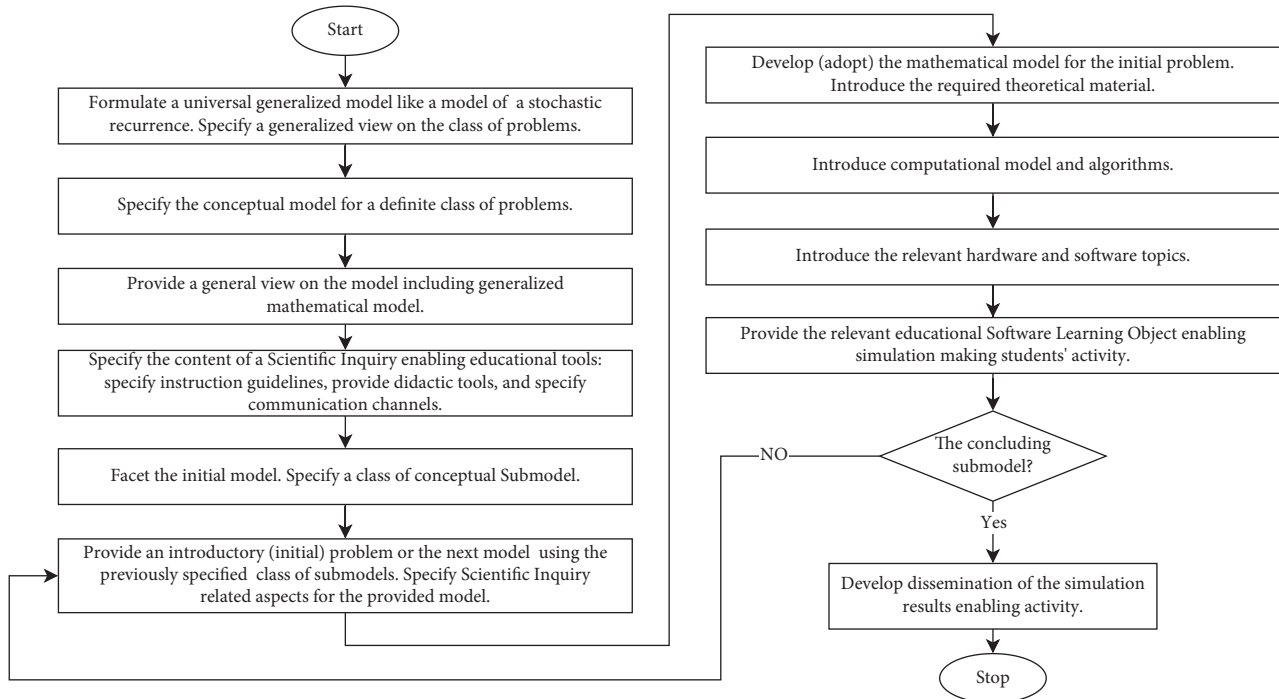 Start
Formulate a universal generalized model like a model of a stochastic
recurrence. Specify a generalized view on the class of problems.
Specify the conceptual model for a definite class of problems.
Provide a general view on the model including generalized
mathematical model.
Specify the content of a Scientific Inquiry enabling educational tools:
specify instruction guidelines, provide didactic tools, and specify
communication channels.
Facet the initial model. Specify a class of conceptual Submodel.
Provide an introductory (initial) problem or the next model using the
previously specified class of submodels. Specify Scientific Inquiry
related aspects for the provided model.
Develop (adopt) the mathematical model for the initial problem.
Introduce the required theoretical material.
Introduce computational model and algorithms.
Introduce the relevant hardware and software topics.
Provide the relevant educational Software Learning Object enabling
simulation making students' activity.
The concluding
submodel?
NO
Yes
Develop dissemination of the simulation
results enabling activity.
Stop